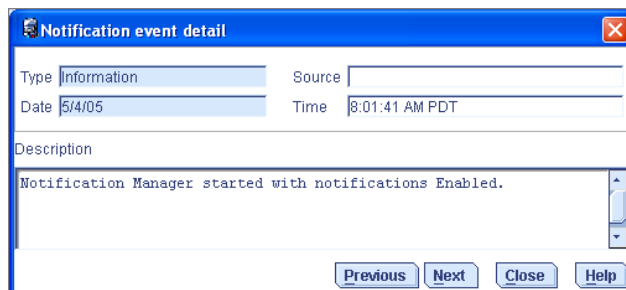 Notification event detail
Type Information Source
Date 5/4/05 Time 8:01:41 AM PDT
Description
Notification Manager started with notifications Enabled.
Previous Next Close Help